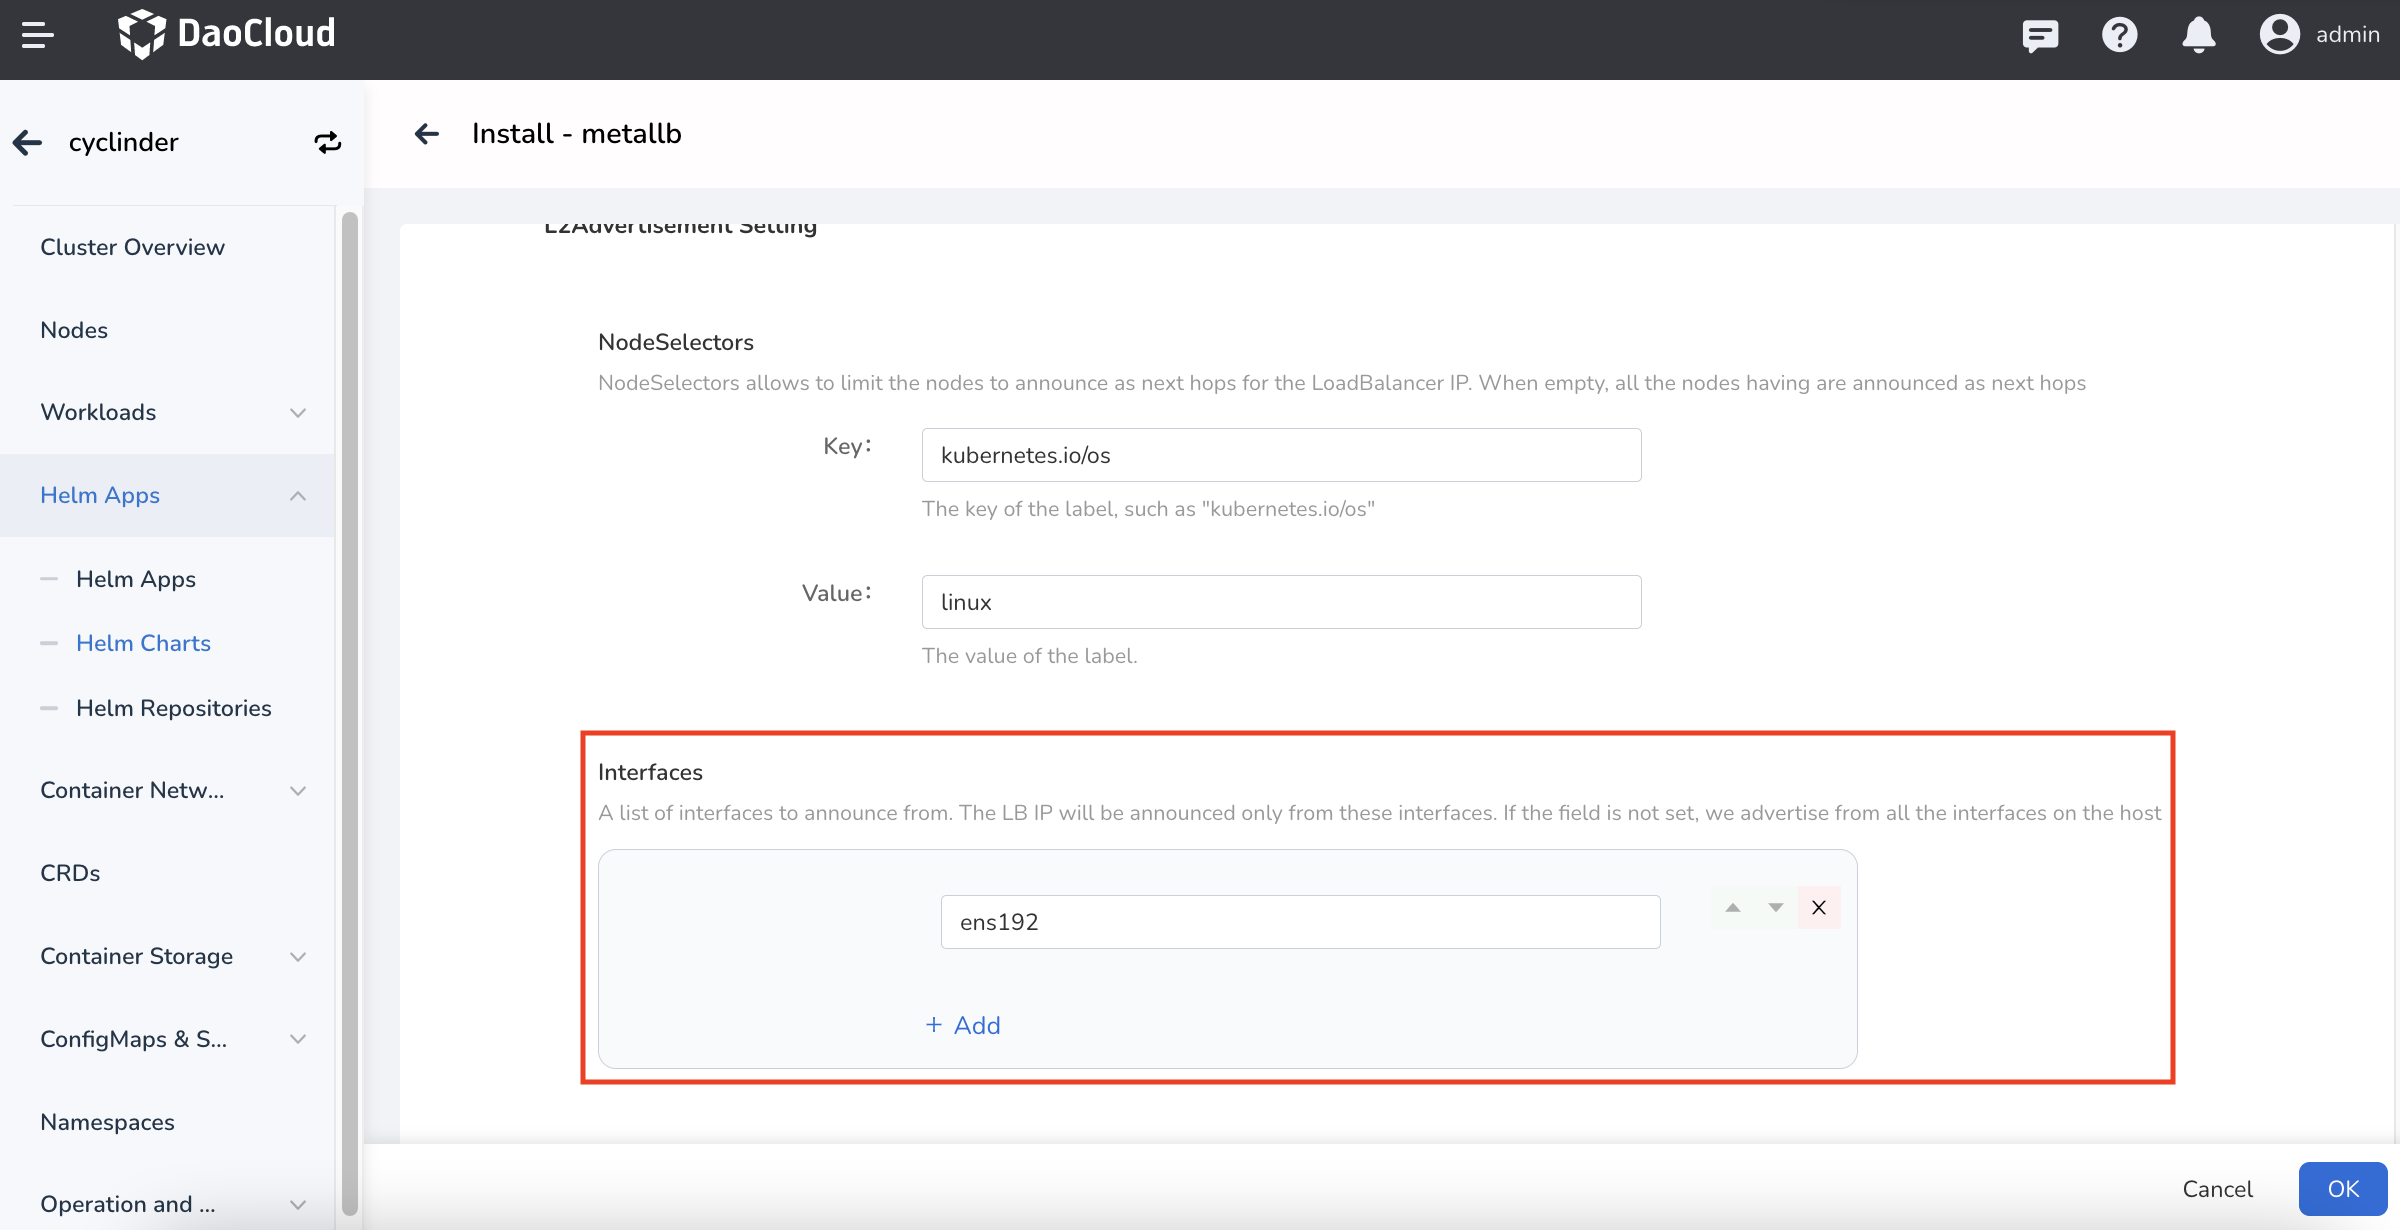 DaoCloud
admin
cyclinder
Install - metallb
Cluster Overview
Nodes
Workloads
Helm Apps
Helm Apps
Helm Charts
Helm Repositories
Container Netw...
CRDs
Container Storage
ConfigMaps & S...
Namespaces
Operation and ...
L2Advertisement Setting
NodeSelectors
NodeSelectors allows to limit the nodes to announce as next hops for the LoadBalancer IP. When empty, all the nodes having are announced as next hops
Key:
kubernetes.io/os
The key of the label, such as "kubernetes.io/os"
Value:
linux
The value of the label.
Interfaces
A list of interfaces to announce from. The LB IP will be announced only from these interfaces. If the field is not set, we advertise from all the interfaces on the host
ens192
X
+ Add
Cancel
OK